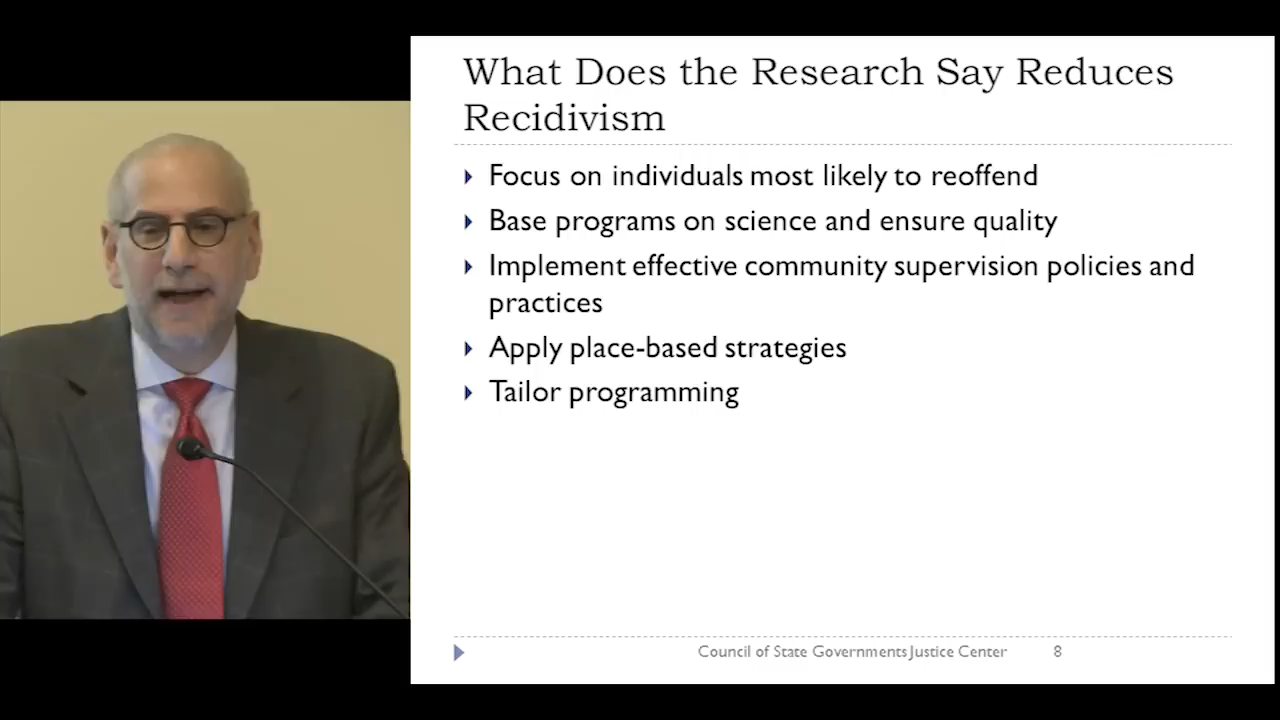 What Does the Research Say Reduces
Recidivism
Focus on individuals most likely to reoffend
Base programs on science and ensure quality
Implement effective community supervision policies and
practices
Apply place-based strategies
Tailor programming
Council of State Governments Justice Center 8